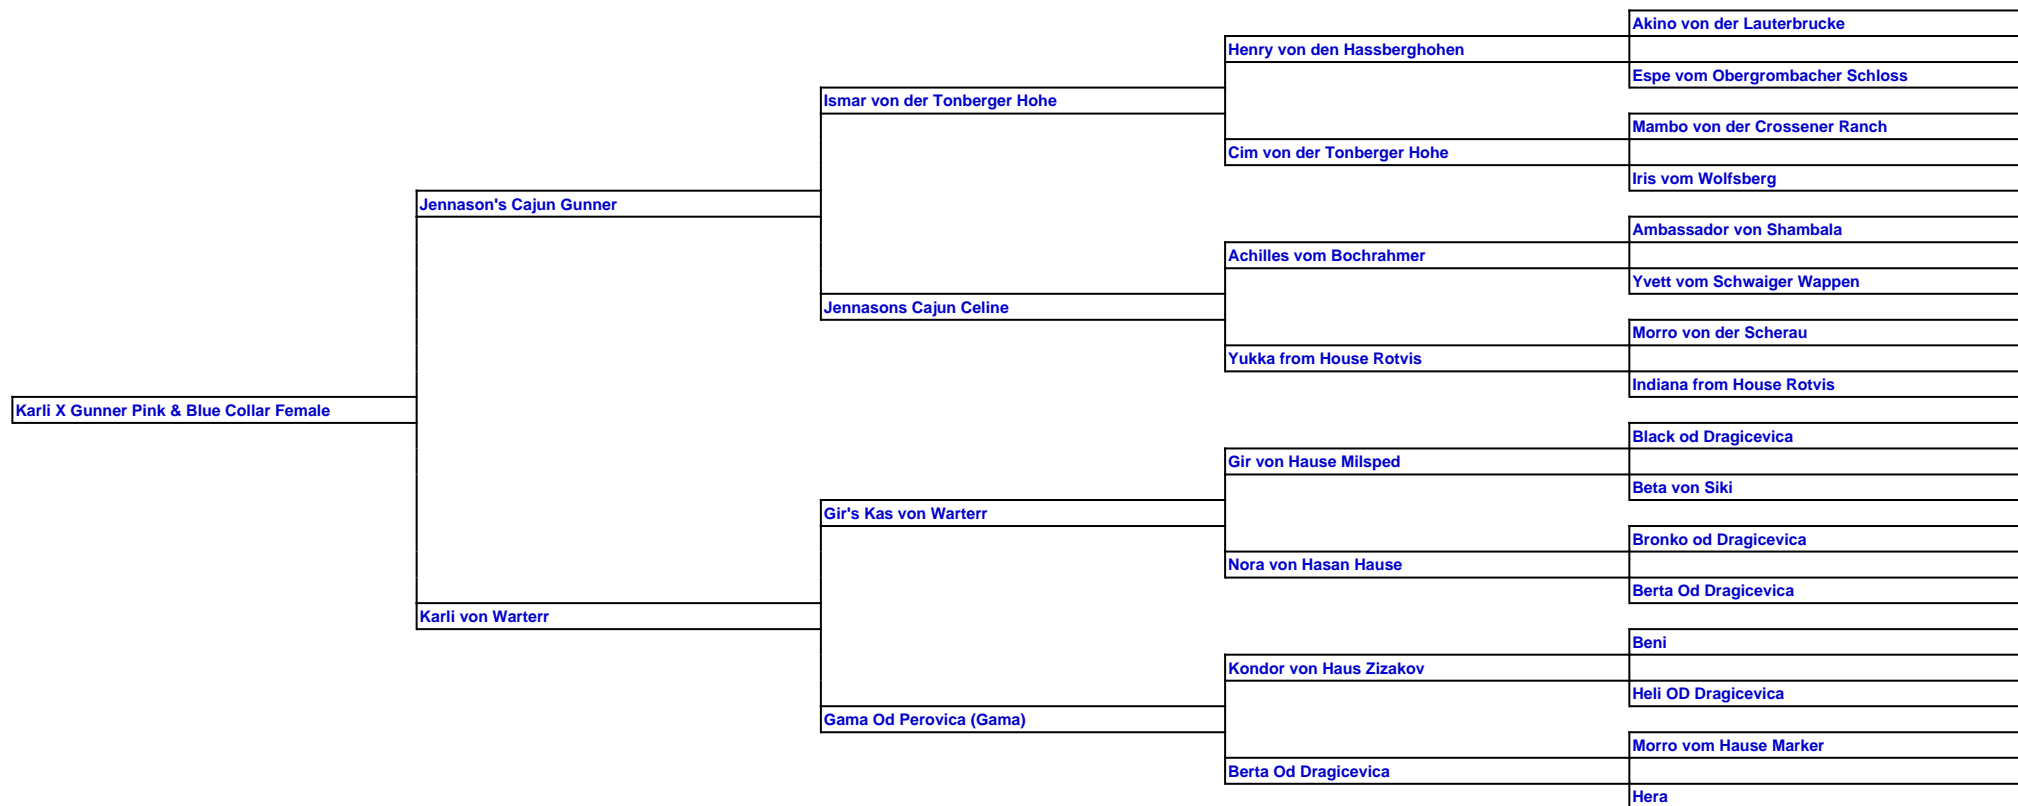 Akino von der Lauterbrucke
Henry von den Hassberghohen
Espe vom Obergrombacher Schloss
Ismar von der Tonberger Hohe
Mambo von der Crossener Ranch
Cim von der Tonberger Hohe
Iris vom Wolfsberg
Jennason's Cajun Gunner
Ambassador von Shambala
Achilles vom Bochrahmer
Yvett vom Schwaiger Wappen
Jennasons Cajun Celine
Morro von der Scherau
Yukka from House Rotvis
Indiana from House Rotvis
Karli X Gunner Pink & Blue Collar Female
Black od Dragicevica
Gir von Hause Milsped
Beta von Siki
Gir's Kas von Warterr
Bronko od Dragicevica
Nora von Hasan Hause
Berta Od Dragicevica
Karli von Warterr
Beni
Kondor von Haus Zizakov
Heli OD Dragicevica
Gama Od Perovica (Gama)
Morro vom Hause Marker
Berta Od Dragicevica
Hera